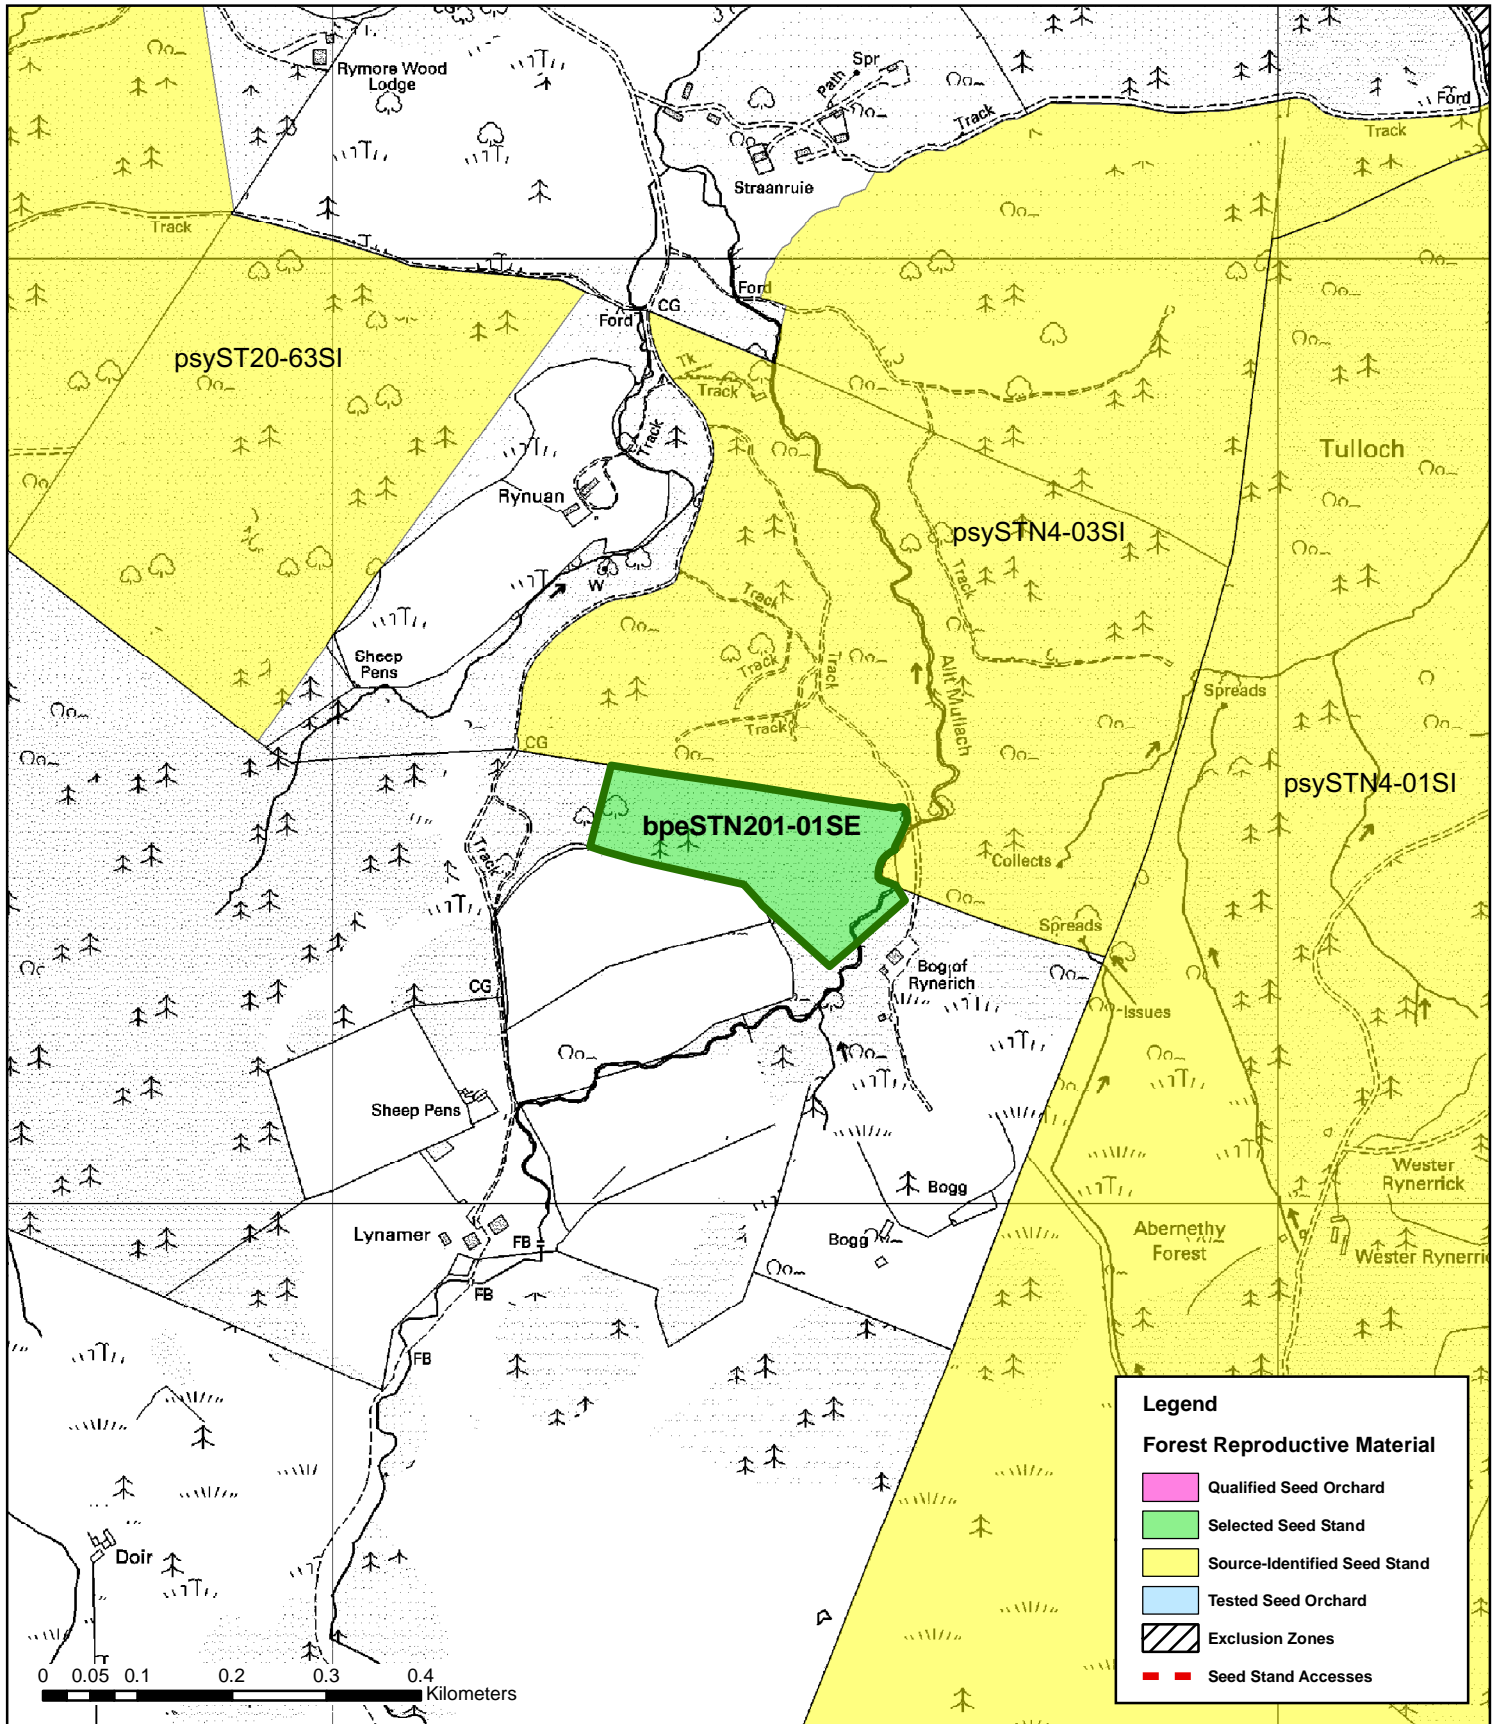 Rymore Wood
Lodge
Path
Spr
Track
Ford
Track
Straanruie
Track
Ford
CG
Ford
psyST20-63SI
Tk
Track
Track
Tulloch
Rynuan
psySTN4-03SI
Track
W
Track
Sheep
Pens
Track
Track
Allt Mullach
Spreads
CG
Track
psySTN4-01SI
bpeSTN201-01SE
Track
Collects
Spreads
Bog of
Rynerich
CG
Issues
Sheep Pens
Wester
Rynerrick
Bogg
Lynamer
FB
Bogg
Abernethy
Forest
Wester Rynerric
FB
FB
Doir
Legend
Forest Reproductive Material
Qualified Seed Orchard
Selected Seed Stand
Source-Identified Seed Stand
Tested Seed Orchard
Exclusion Zones
Seed Stand Accesses
0 0.05 0.1 0.2 0.3 0.4
Kilometers